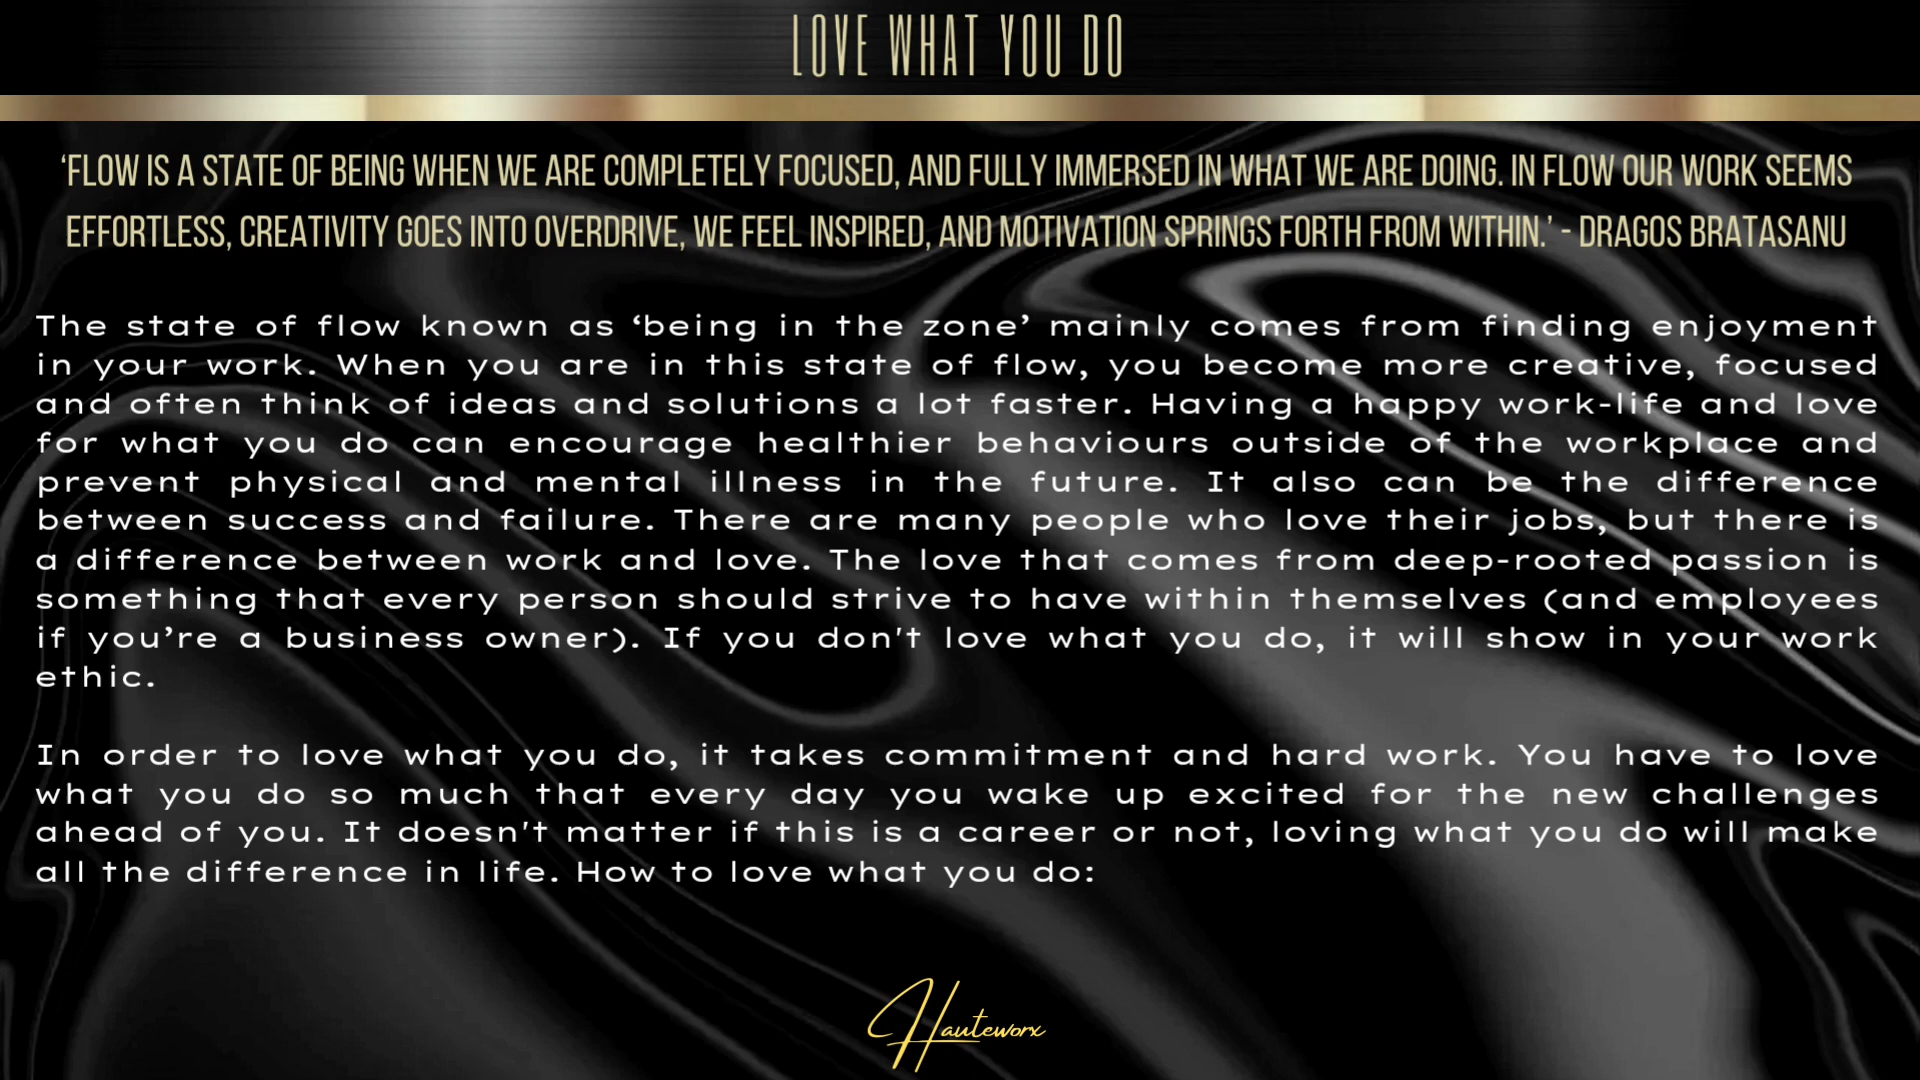 LOVE WHAT YOU DO
‘FLOW IS A STATE OF BEING WHEN WE ARE COMPLETELY FOCUSED, AND FULLY IMMERSED IN WHAT WE ARE DOING. IN FLOW OUR WORK SEEMS
EFFORTLESS, CREATIVITY GOES INTO OVERDRIVE, WE FEEL INSPIRED, AND MOTIVATION SPRINGS FORTH FROM WITHIN.’ - DRAGOS BRATASANU
The state of flow known as ‘being in the zone’ mainly comes from finding enjoyment
in your work. When you are in this state of flow, you become more creative, focused
and often think of ideas and solutions a lot faster. Having a happy work-life and love
for what you do can encourage healthier behaviours outside of the workplace and
prevent physical and mental illness in the future. It also can be the difference
between success and failure. There are many people who love their jobs, but there is
a difference between work and love. The love that comes from deep-rooted passion is
something that every person should strive to have within themselves (and employees
if you’re a business owner). If you don't love what you do, it will show in your work
ethic.
In order to love what you do, it takes commitment and hard work. You have to love
what you do so much that every day you wake up excited for the new challenges
ahead of you. It doesn't matter if this is a career or not, loving what you do will make
all the difference in life. How to love what you do:
Hauteworx